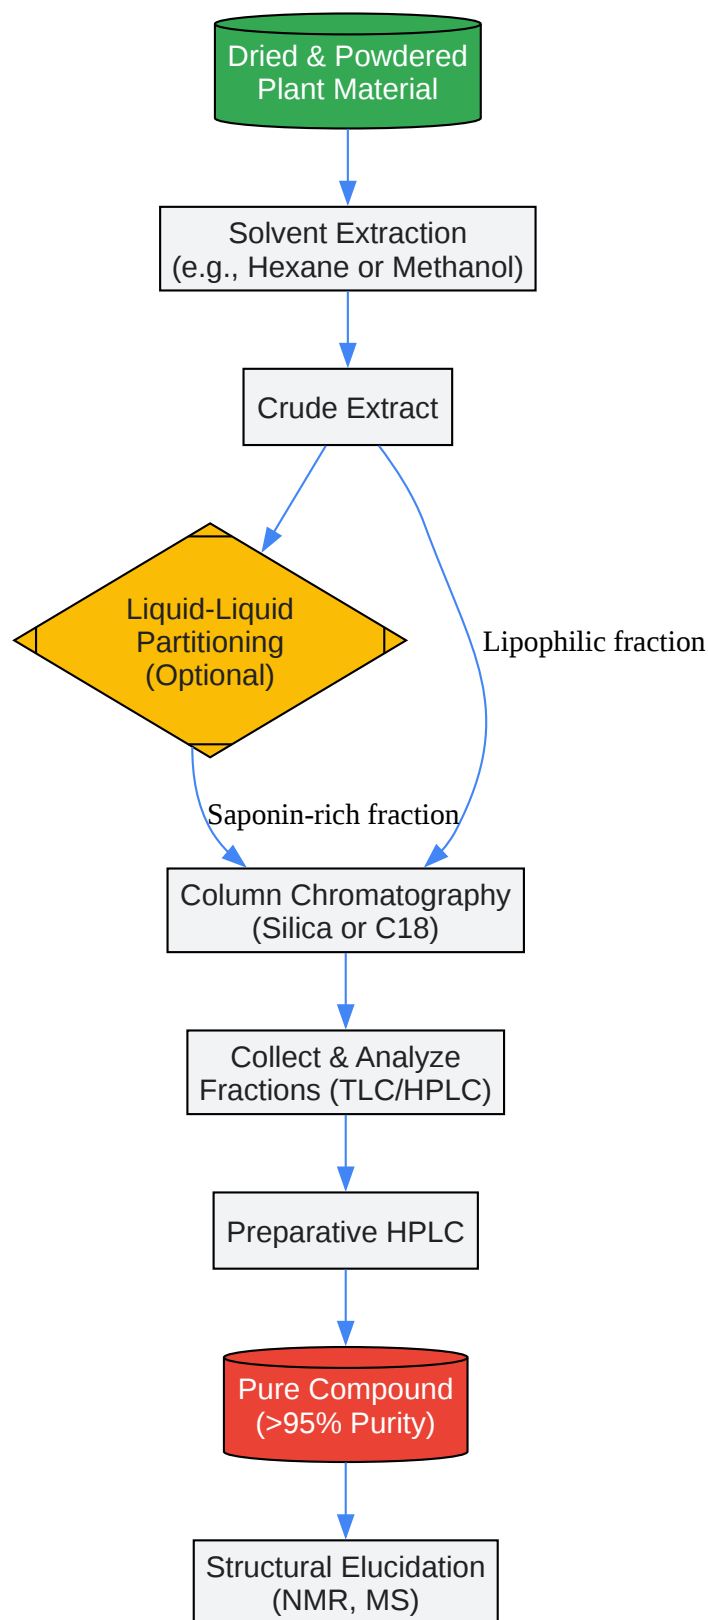 Dried & Powdered
Plant Material
Solvent Extraction
(e.g., Hexane or Methanol)
Crude Extract
Liquid-Liquid
Partitioning
(Optional)
Lipophilic fraction
Saponin-rich fraction
Column Chromatography
(Silica or C18)
Collect & Analyze
Fractions (TLC/HPLC)
Preparative HPLC
Pure Compound
(>95% Purity)
Structural Elucidation
(NMR, MS)